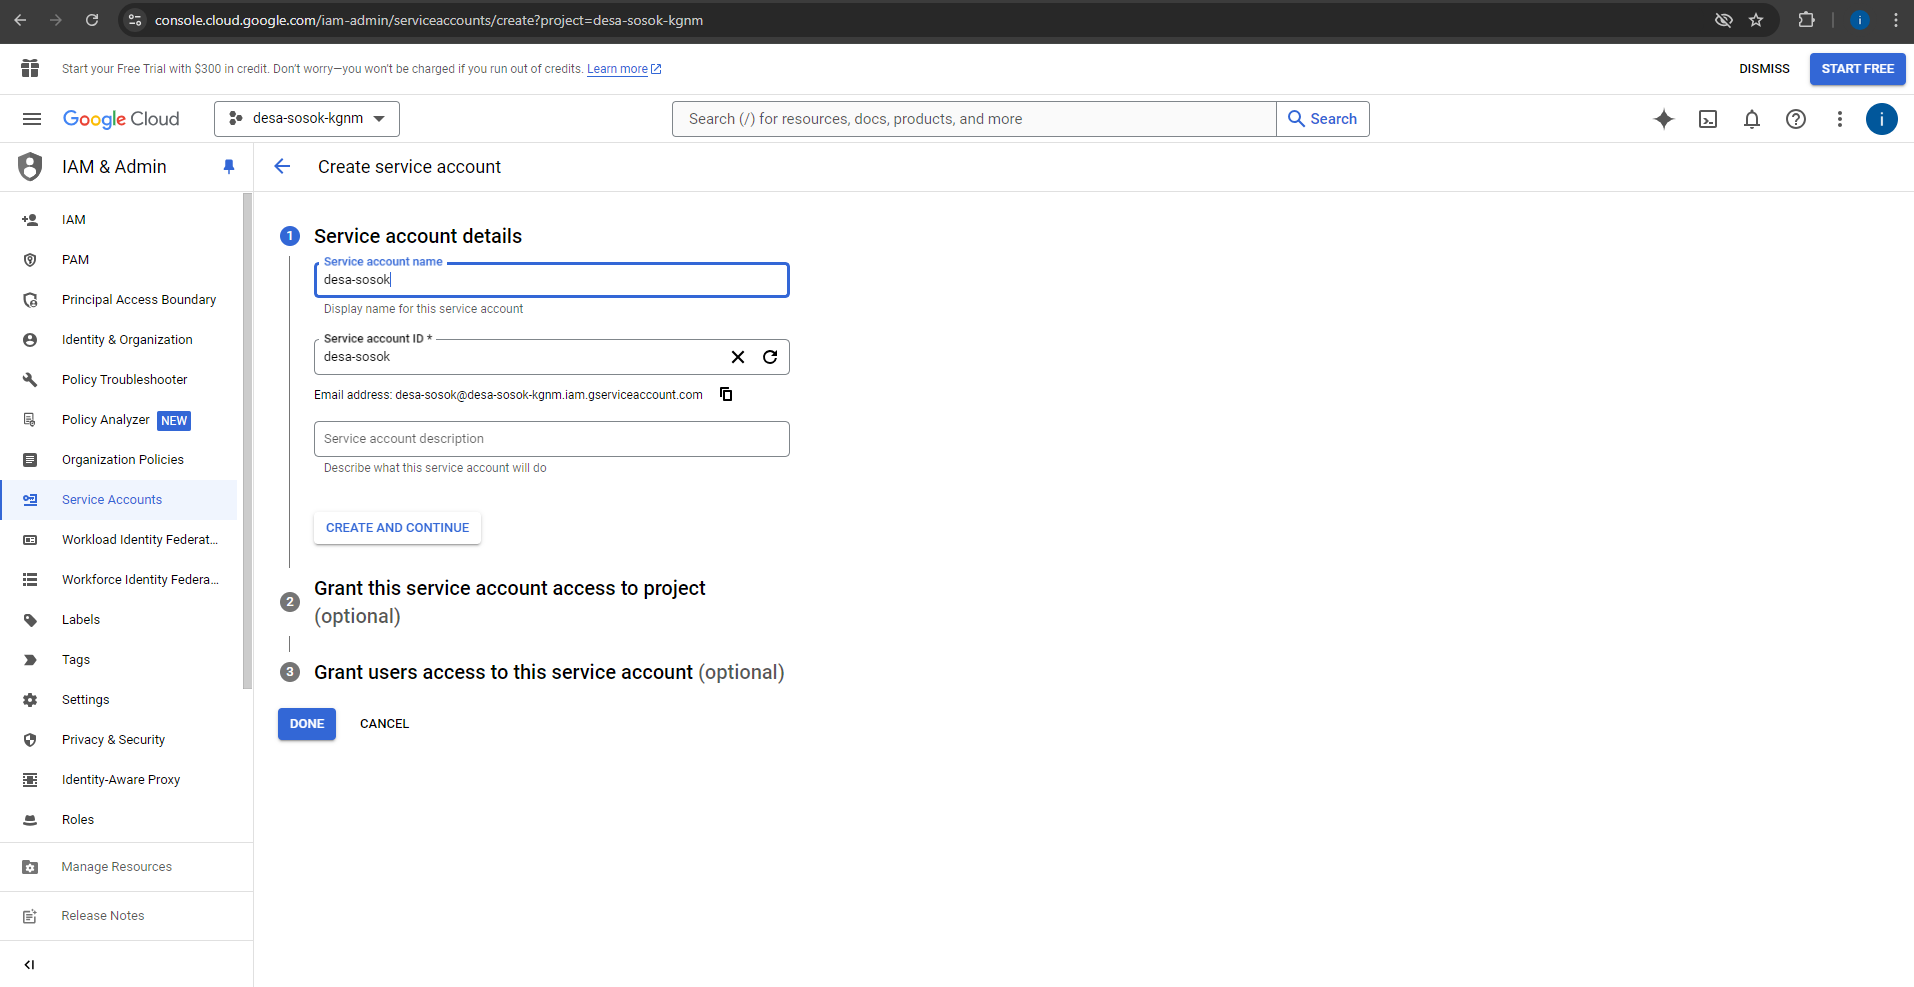 console.cloud.google.com/iam-admin/serviceaccounts/create?project=desa-sosok-kgnm
i
Start your Free Trial with $300 in credit. Don't worry—you won't be charged if you run out of credits. Learn more
DISMISS
START FREE
Google Cloud
desa-sosok-kgnm
Search (/) for resources, docs, products, and more
Search
i
IAM & Admin
Create service account
IAM
PAM
Principal Access Boundary
Identity & Organization
Policy Troubleshooter
Policy Analyzer NEW
Organization Policies
Service Accounts
Workload Identity Federat...
Workforce Identity Federa...
Labels
Tags
Settings
Privacy & Security
Identity-Aware Proxy
Roles
Manage Resources
Release Notes
1 Service account details
Service account name
desa-sosok
Display name for this service account
Service account ID *
desa-sosok
Email address: desa-sosok@desa-sosok-kgnm.iam.gserviceaccount.com
Service account description
Describe what this service account will do
CREATE AND CONTINUE
2 Grant this service account access to project
(optional)
3 Grant users access to this service account (optional)
DONE
CANCEL